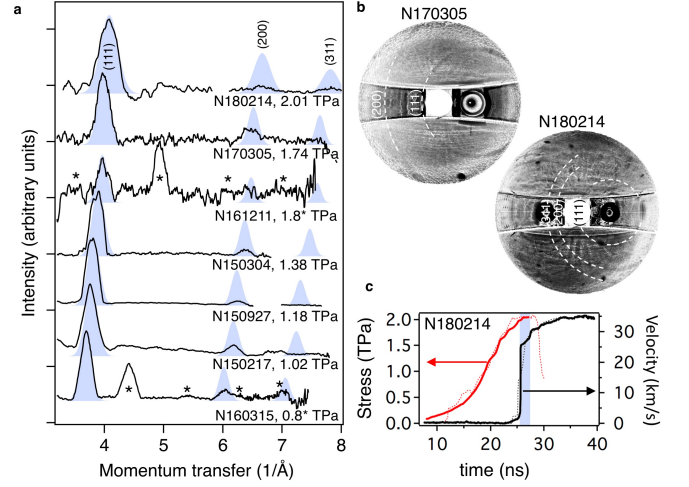 a
(111)
(200)
(311)
N180214, 2.01 TPa
N170305, 1.74 TPa
* * * *
N161211, 1.8* TPa
N150304, 1.38 TPa
N150927, 1.18 TPa
N150217, 1.02 TPa
* * * *
N160315, 0.8* TPa
Intensity (arbitrary units)
4 5 6 7 8
Momentum transfer (1/Å)
b
N170305
(200)
(111)
N180214
(311)
(200)
(111)
c
N180214
2.0
1.5
1.0
0.5
0.0
Stress (TPa)
30
20
10
0
Velocity (km/s)
10 20 30 40
time (ns)